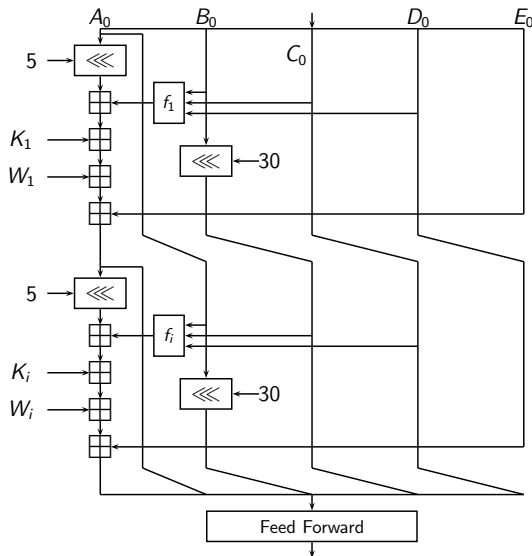 A₀ B₀ D₀ E₀
C₀
5 <<<
f₁
K₁
W₁ <<< 30
5 <<<
fᵢ
Kᵢ
Wᵢ <<< 30
Feed Forward